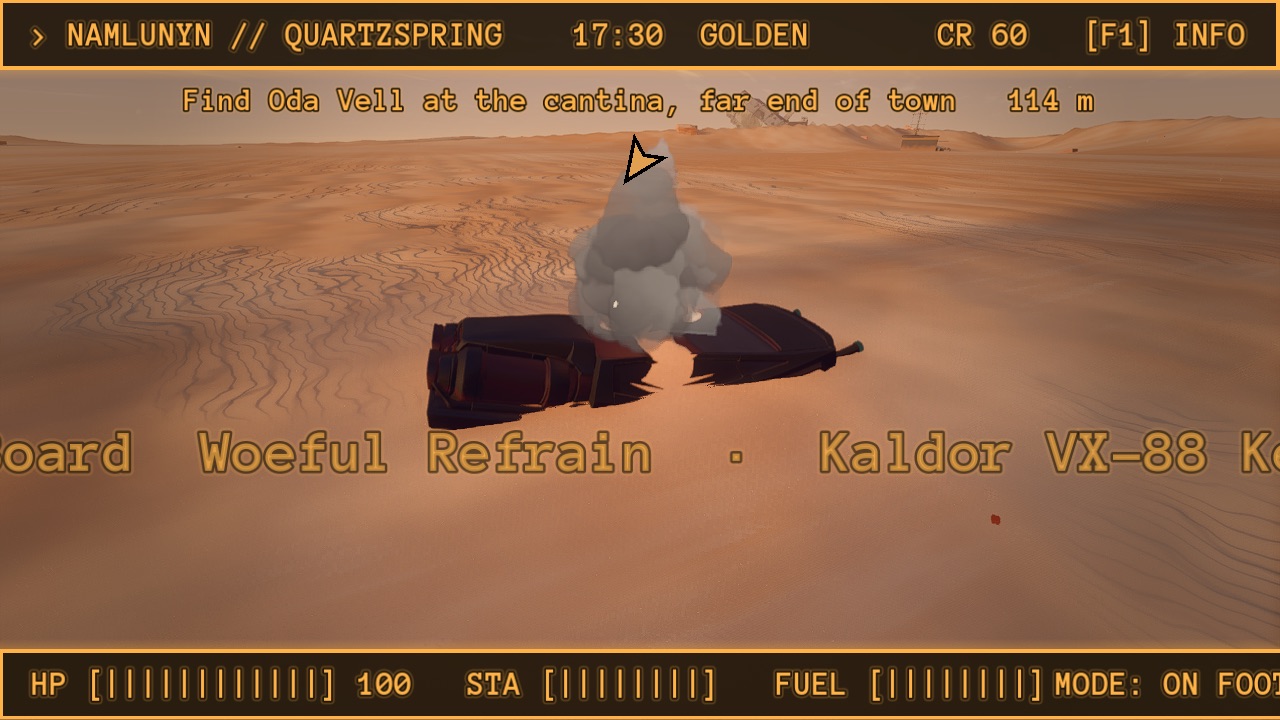 › NAMLUNYN // QUARTZSPRING 17:30 GOLDEN CR 60 [F1] INFO
Find Oda Vell at the cantina, far end of town 114 m
Woeful Refrain · Kaldor VX-88
HP [||||||||||||] 100 STA [||||||||] FUEL [||||||||] MODE: ON FOOT